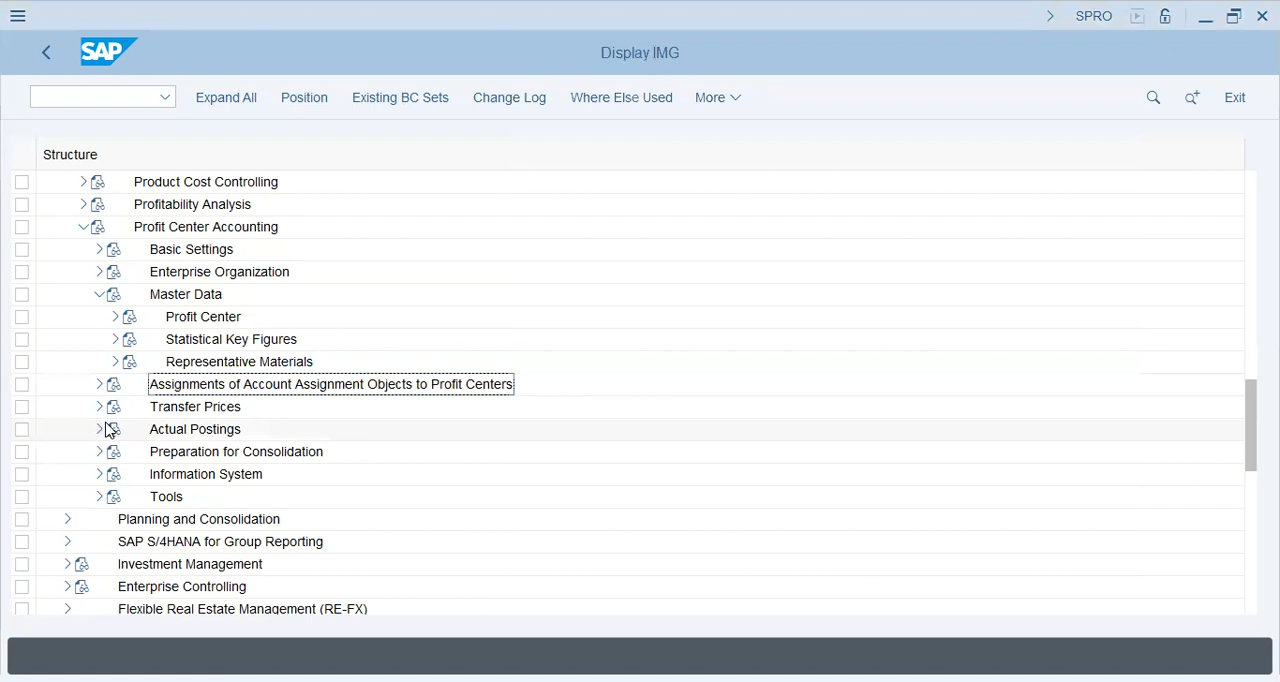 SPRO
SAP
Display IMG
Expand All Position Existing BC Sets Change Log Where Else Used More Exit
Structure
Product Cost Controlling
Profitability Analysis
Profit Center Accounting
Basic Settings
Enterprise Organization
Master Data
Profit Center
Statistical Key Figures
Representative Materials
Assignments of Account Assignment Objects to Profit Centers
Transfer Prices
Actual Postings
Preparation for Consolidation
Information System
Tools
Planning and Consolidation
SAP S/4HANA for Group Reporting
Investment Management
Enterprise Controlling
Flexible Real Estate Management (RE-FX)